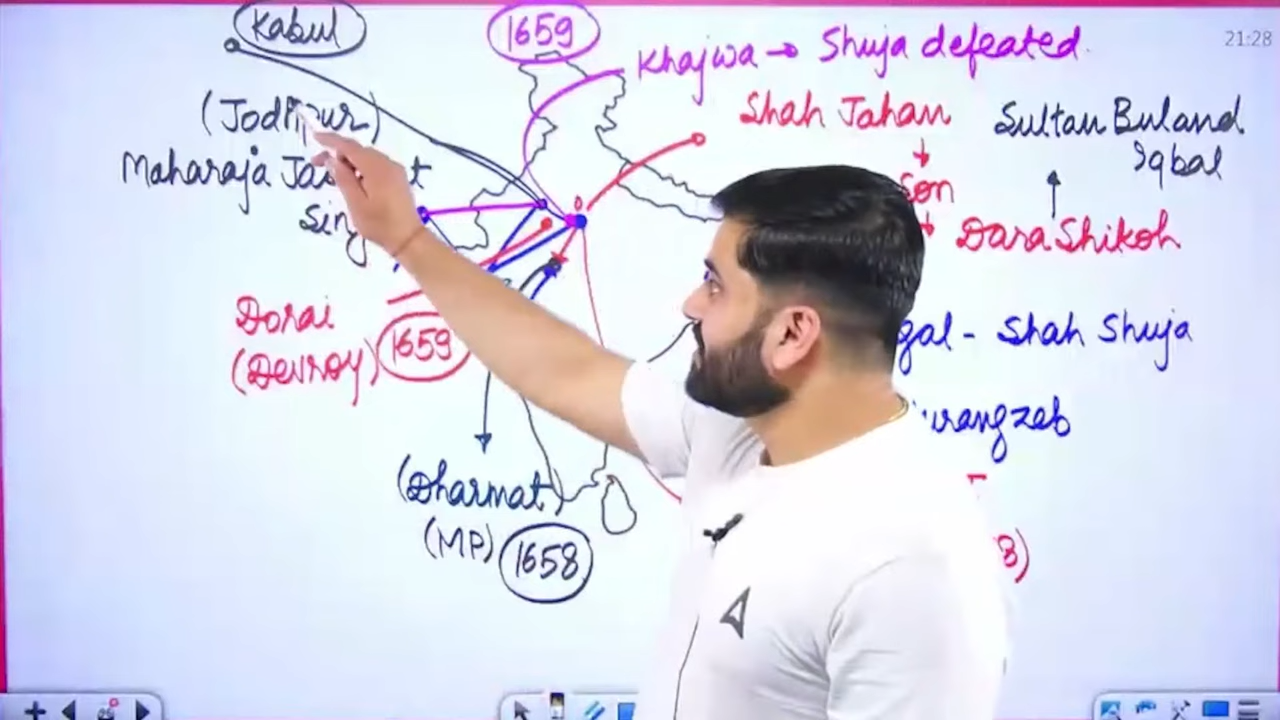 Kabul
1659
21:28
Khajwa → Shuja defeated
(Jodhpur)
Shah Jahan
Sultan Buland
Iqbal
Maharaja
Son
Dara Shikoh
Dorai
(Devroy) 1659
Shah Shuja
(Dharmat)
(MP) 1658